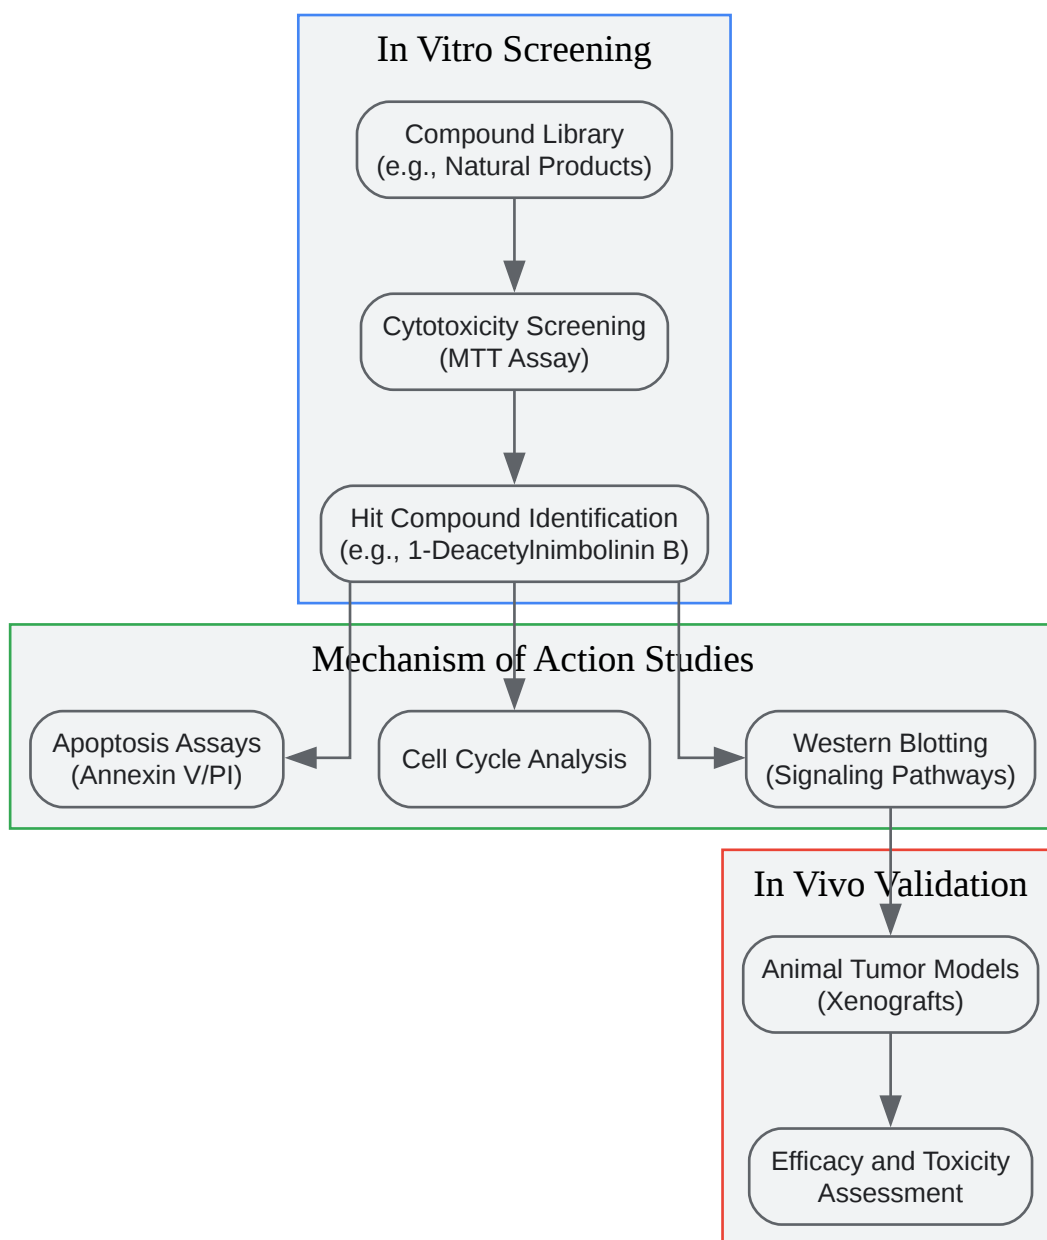 In Vitro Screening
Compound Library
(e.g., Natural Products)
Cytotoxicity Screening
(MTT Assay)
Hit Compound Identification
(e.g., 1-Deacetylnimbolinin B)
Mechanism of Action Studies
Apoptosis Assays
(Annexin V/PI)
Cell Cycle Analysis
Western Blotting
(Signaling Pathways)
In Vivo Validation
Animal Tumor Models
(Xenografts)
Efficacy and Toxicity
Assessment